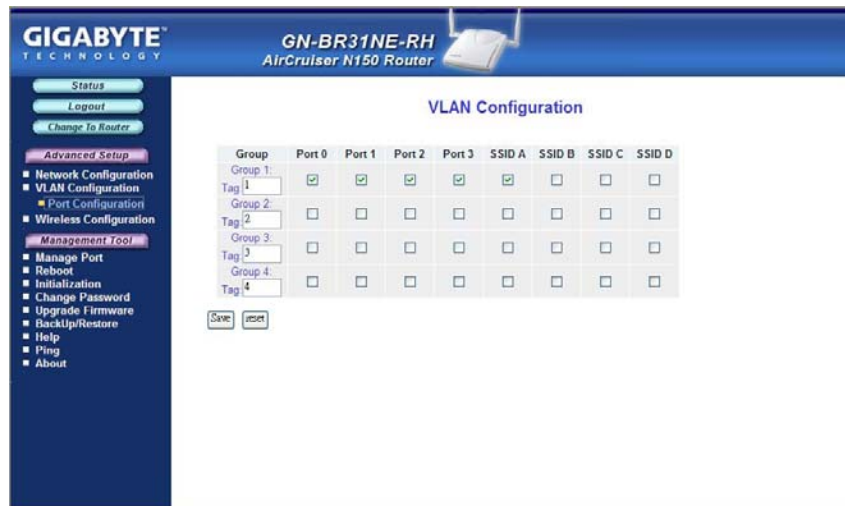 GIGABYTE™
TECHNOLOGY
GN-BR31NE-RH
AirCruiser N150 Router
Status
Logout
Change To Router
Advanced Setup
Network Configuration
VLAN Configuration
Port Configuration
Wireless Configuration
Management Tool
Manage Port
Reboot
Initialization
Change Password
Upgrade Firmware
BackUp/Restore
Help
Ping
About
VLAN Configuration
Group Port 0 Port 1 Port 2 Port 3 SSID A SSID B SSID C SSID D
Group 1:
Tag 1
Group 2:
Tag 2
Group 3:
Tag 3
Group 4:
Tag 4
Save reset